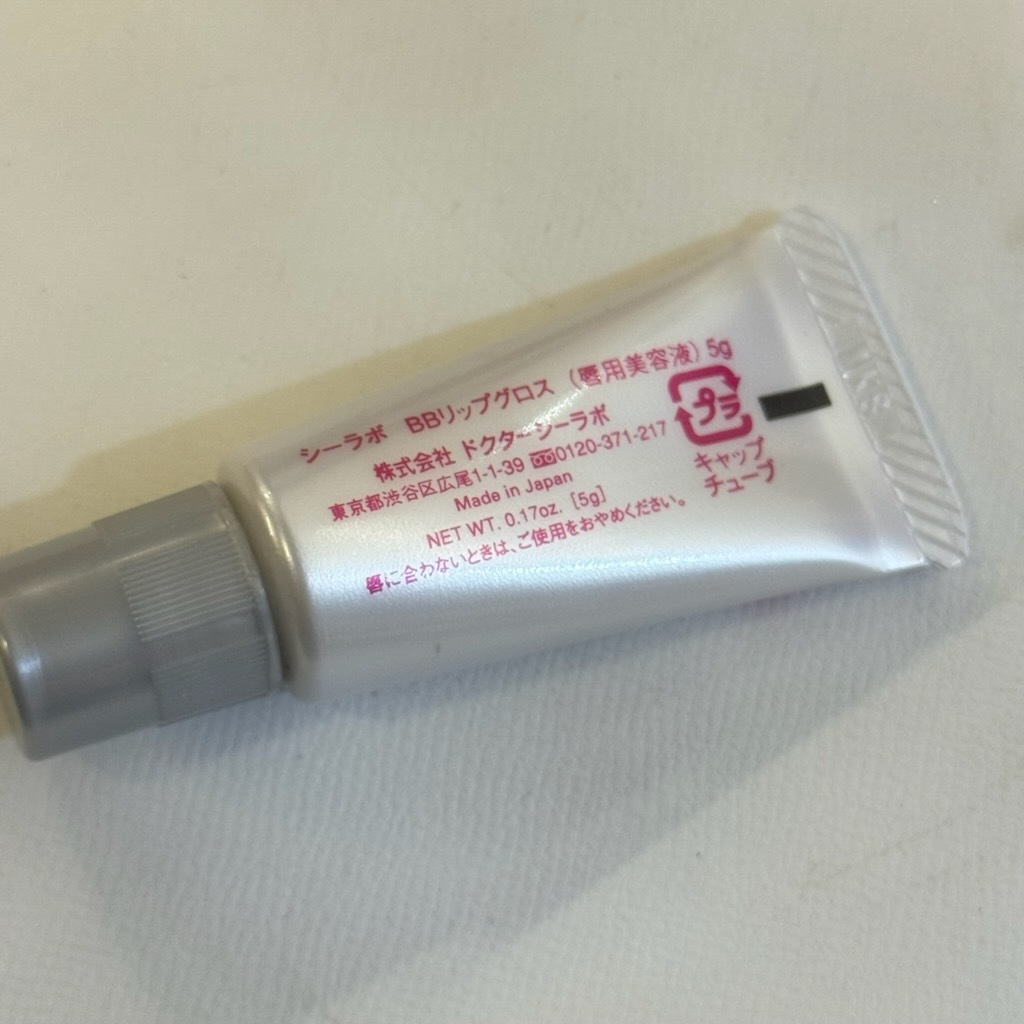 シーラボ BBリップグロス (唇用美容液) 5g
株式会社 ドクターシーラボ
東京都渋谷区広尾1-1-39 0120-371-217
Made in Japan
NET WT. 0.17oz. [5g]
唇に合わないときは、ご使用をおやめください。
プラ
キャップ
チューブ